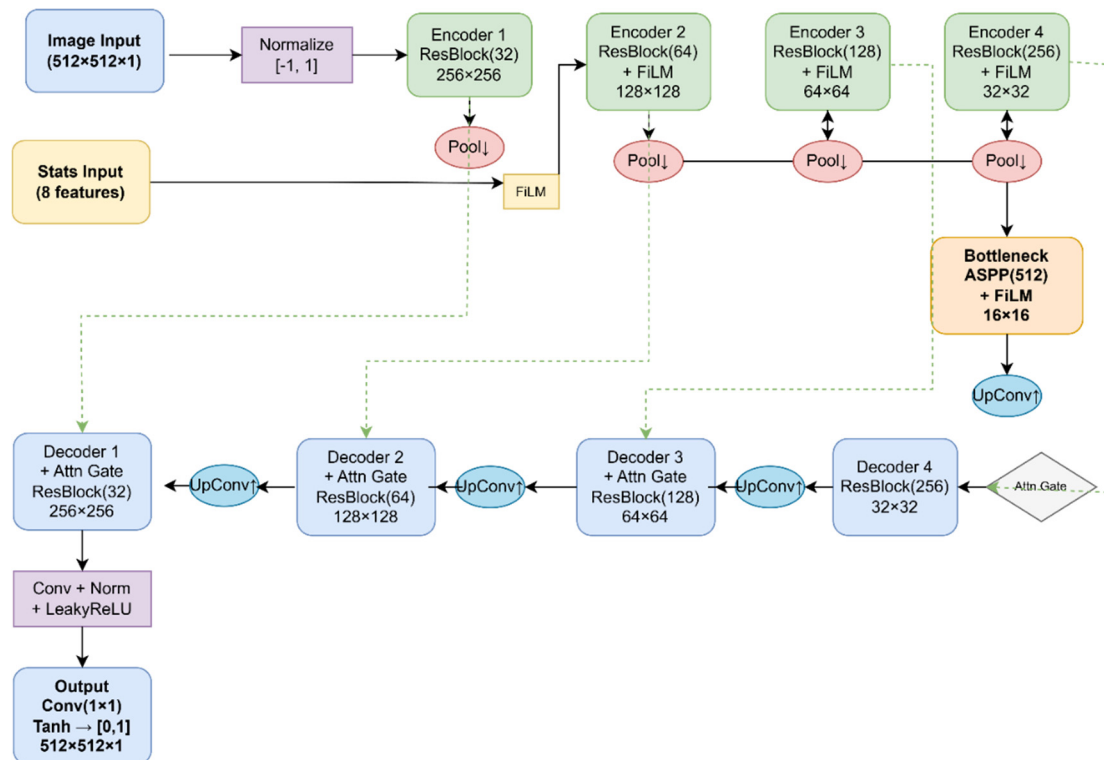 Image Input
(512×512×1)
Normalize
[-1, 1]
Encoder 1
ResBlock(32)
256×256
Encoder 2
ResBlock(64)
+ FiLM
128×128
Encoder 3
ResBlock(128)
+ FiLM
64×64
Encoder 4
ResBlock(256)
+ FiLM
32×32
Pool↓
Pool↓
Pool↓
Pool↓
Stats Input
(8 features)
FiLM
Bottleneck
ASPP(512)
+ FiLM
16×16
UpConv↑
Decoder 1
+ Attn Gate
ResBlock(32)
256×256
UpConv↑
Decoder 2
+ Attn Gate
ResBlock(64)
128×128
UpConv↑
Decoder 3
+ Attn Gate
ResBlock(128)
64×64
UpConv↑
Decoder 4
ResBlock(256)
32×32
Attn Gate
Conv + Norm
+ LeakyReLU
Output
Conv(1×1)
Tanh → [0,1]
512×512×1